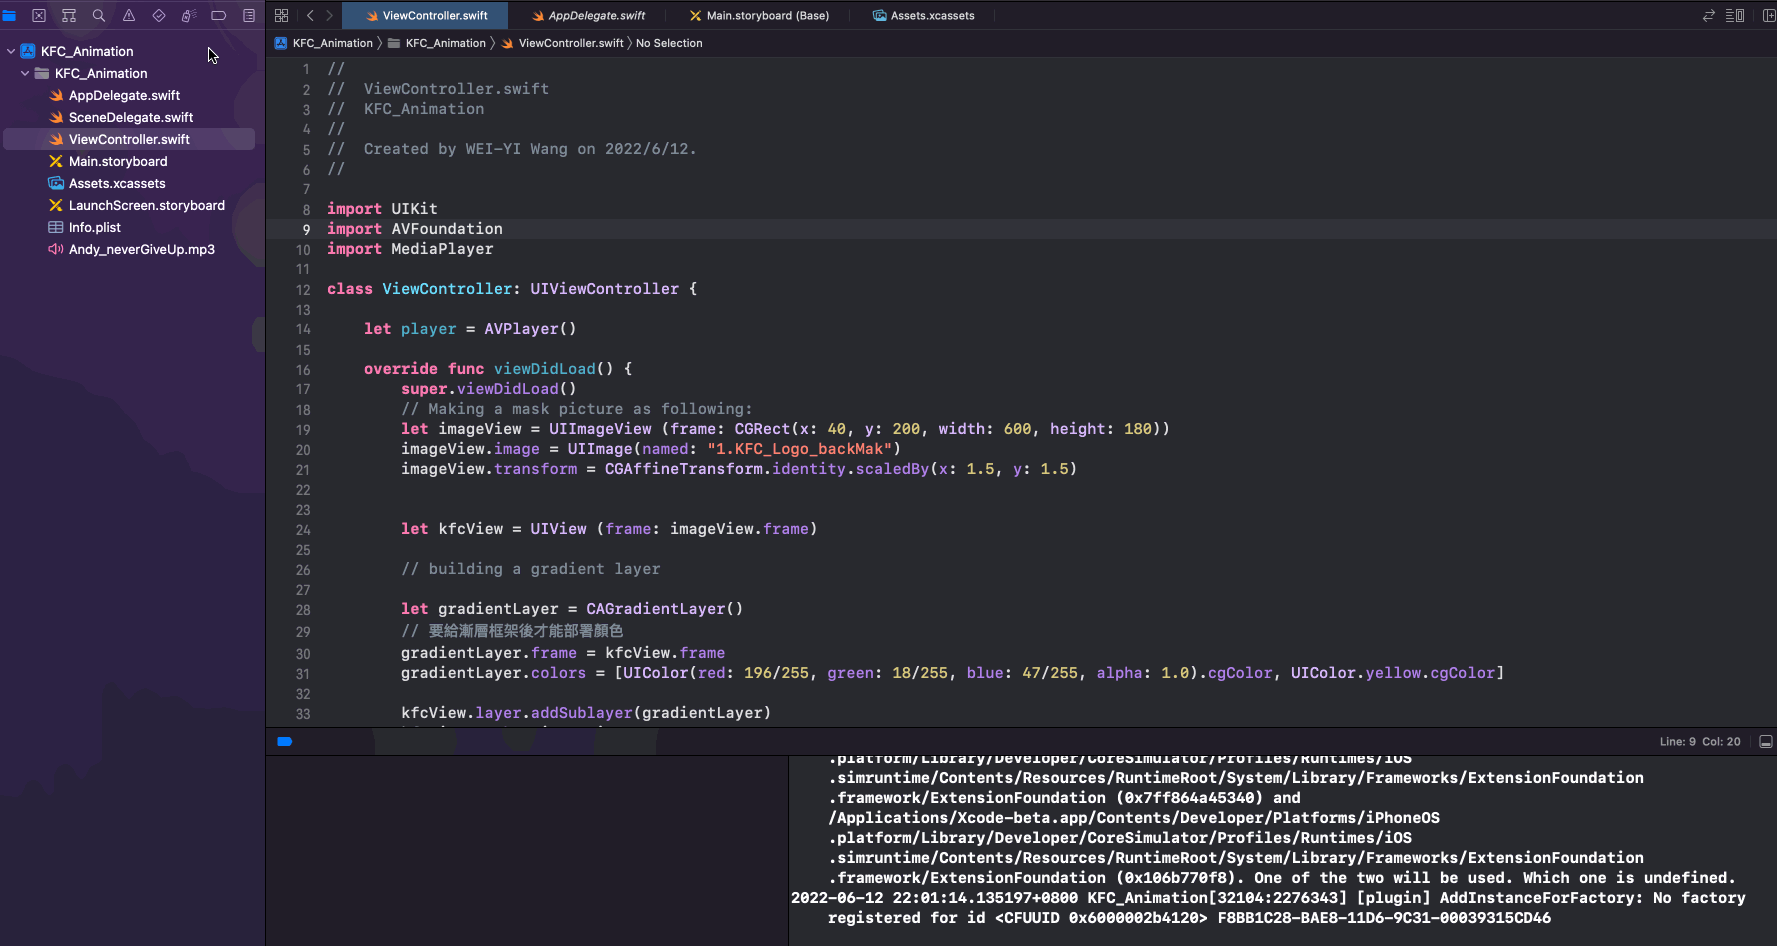 ViewController.swift
AppDelegate.swift
Main.storyboard (Base)
Assets.xcassets
KFC_Animation
KFC_Animation
AppDelegate.swift
SceneDelegate.swift
ViewController.swift
Main.storyboard
Assets.xcassets
LaunchScreen.storyboard
Info.plist
Andy_neverGiveUp.mp3
KFC_Animation 〉 KFC_Animation 〉 ViewController.swift 〉 No Selection
1 //
2 //  ViewController.swift
3 //  KFC_Animation
4 //
5 //  Created by WEI-YI Wang on 2022/6/12.
6 //
7
8 import UIKit
9 import AVFoundation
10 import MediaPlayer
11
12 class ViewController: UIViewController {
13
14     let player = AVPlayer()
15
16     override func viewDidLoad() {
17         super.viewDidLoad()
18         // Making a mask picture as following:
19         let imageView = UIImageView (frame: CGRect(x: 40, y: 200, width: 600, height: 180))
20         imageView.image = UIImage(named: "1.KFC_Logo_backMak")
21         imageView.transform = CGAffineTransform.identity.scaledBy(x: 1.5, y: 1.5)
22
23
24         let kfcView = UIView (frame: imageView.frame)
25
26         // building a gradient layer
27
28         let gradientLayer = CAGradientLayer()
29         // 要給漸層框架後才能部署顏色
30         gradientLayer.frame = kfcView.frame
31         gradientLayer.colors = [UIColor(red: 196/255, green: 18/255, blue: 47/255, alpha: 1.0).cgColor, UIColor.yellow.cgColor]
32
33         kfcView.layer.addSublayer(gradientLayer)
Line: 9  Col: 20
.platform/Library/Developer/CoreSimulator/Profiles/Runtimes/iOS
.simruntime/Contents/Resources/RuntimeRoot/System/Library/Frameworks/ExtensionFoundation
.framework/ExtensionFoundation (0x7ff864a45340) and
/Applications/Xcode-beta.app/Contents/Developer/Platforms/iPhoneOS
.platform/Library/Developer/CoreSimulator/Profiles/Runtimes/iOS
.simruntime/Contents/Resources/RuntimeRoot/System/Library/Frameworks/ExtensionFoundation
.framework/ExtensionFoundation (0x106b770f8). One of the two will be used. Which one is undefined.
2022-06-12 22:01:14.135197+0800 KFC_Animation[32104:2276343] [plugin] AddInstanceForFactory: No factory
registered for id <CFUUID 0x6000002b4120> F8BB1C28-BAE8-11D6-9C31-00039315CD46